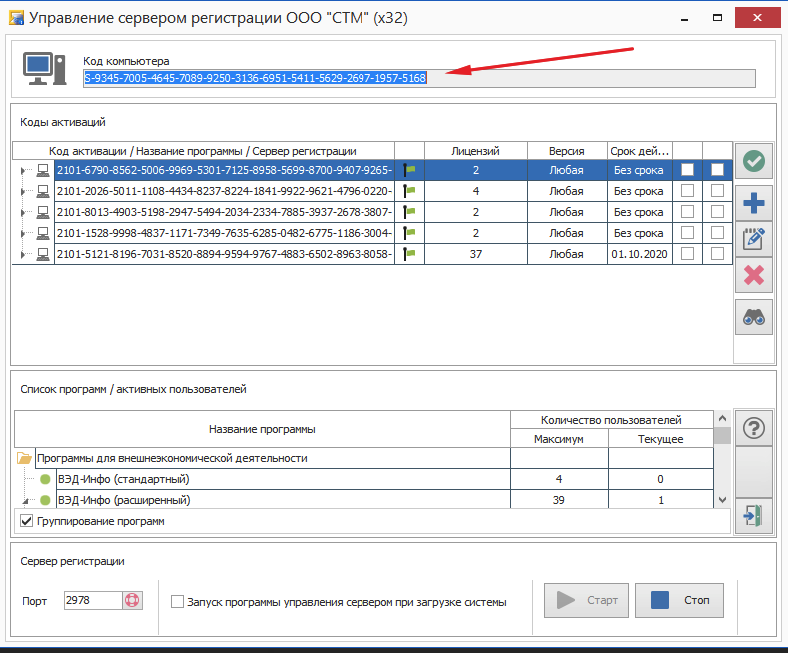 Управление сервером регистрации ООО "СТМ" (x32)
Код компьютера
S-9345-7005-4645-7089-9250-3136-6951-5411-5629-2697-1957-5168
Коды активаций
Код активации / Название программы / Сервер регистрации Лицензий Версия Срок дей...
2101-6790-8562-5006-9969-5301-7125-8958-5699-8700-9407-9265- 2 Любая Без срока
2101-2026-5011-1108-4434-8237-8224-1841-9922-9621-4796-0220- 4 Любая Без срока
2101-8013-4903-5198-2947-5494-2034-2334-7885-3937-2678-3807- 2 Любая Без срока
2101-1528-9998-4837-1171-7349-7635-6285-0482-6775-1186-3004- 2 Любая Без срока
2101-5121-8196-7031-8520-8894-9594-9767-4883-6502-8963-8058- 37 Любая 01.10.2020
Список программ / активных пользователей
Название программы Количество пользователей
Максимум Текущее
Программы для внешнеэкономической деятельности
ВЭД-Инфо (стандартный) 4 0
ВЭД-Инфо (расширенный) 39 1
Группирование программ
Сервер регистрации
Порт 2978 Запуск программы управления сервером при загрузке системы Старт Стоп